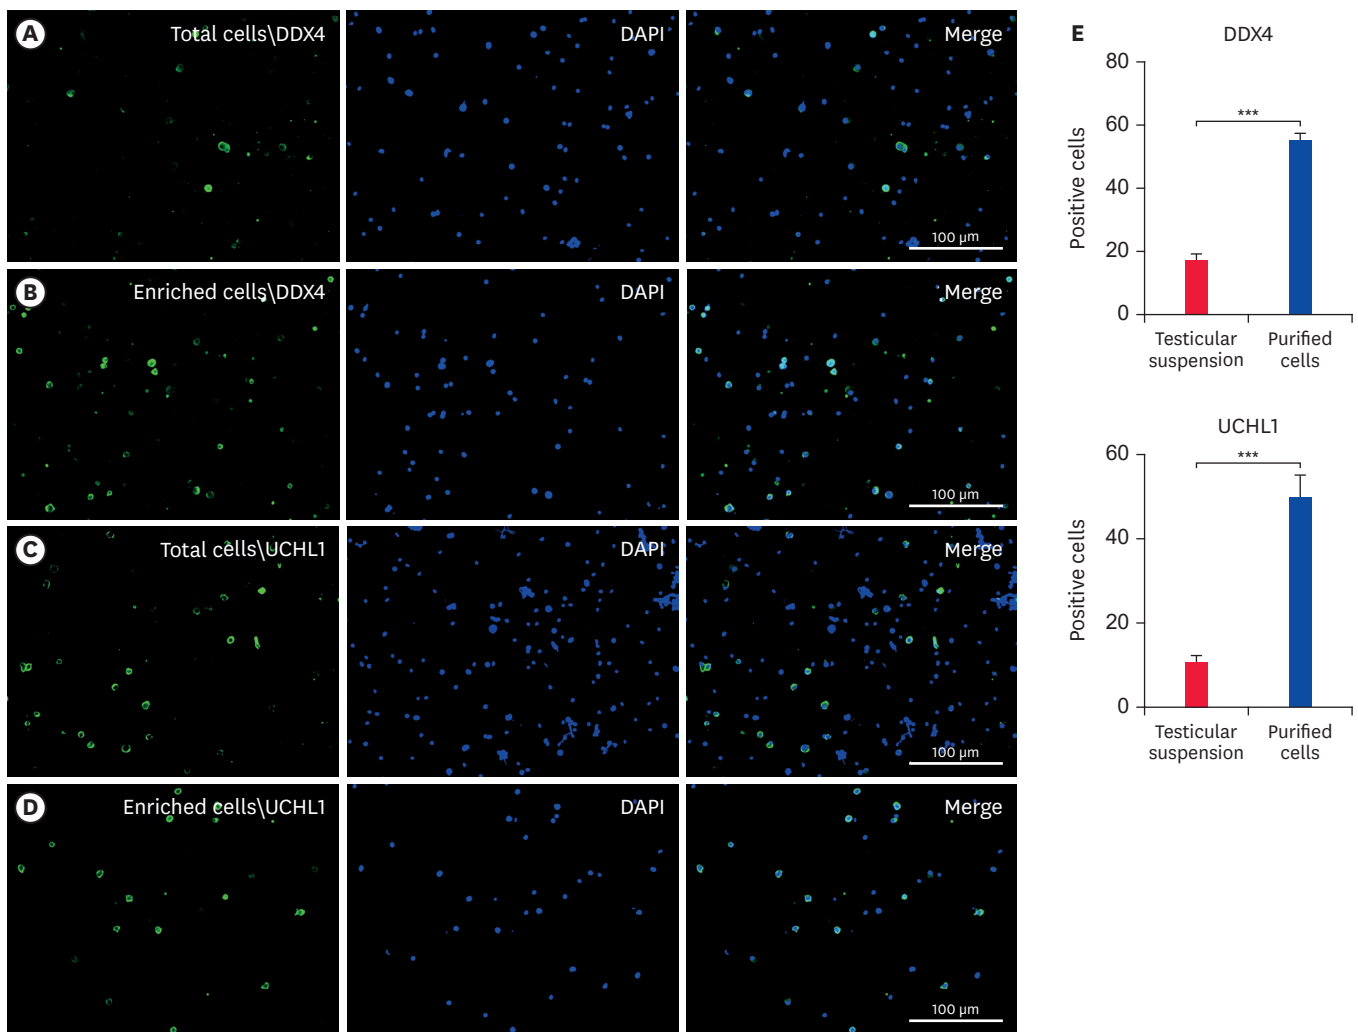 A Total cells\DDX4 DAPI Merge
100 µm
B Enriched cells\DDX4 DAPI Merge
100 µm
C Total cells\UCHL1 DAPI Merge
100 µm
D Enriched cells\UCHL1 DAPI Merge
100 µm
E DDX4
Positive cells
80
60
40
20
0
***
Testicular
suspension
Purified
cells
UCHL1
Positive cells
60
40
20
0
***
Testicular
suspension
Purified
cells